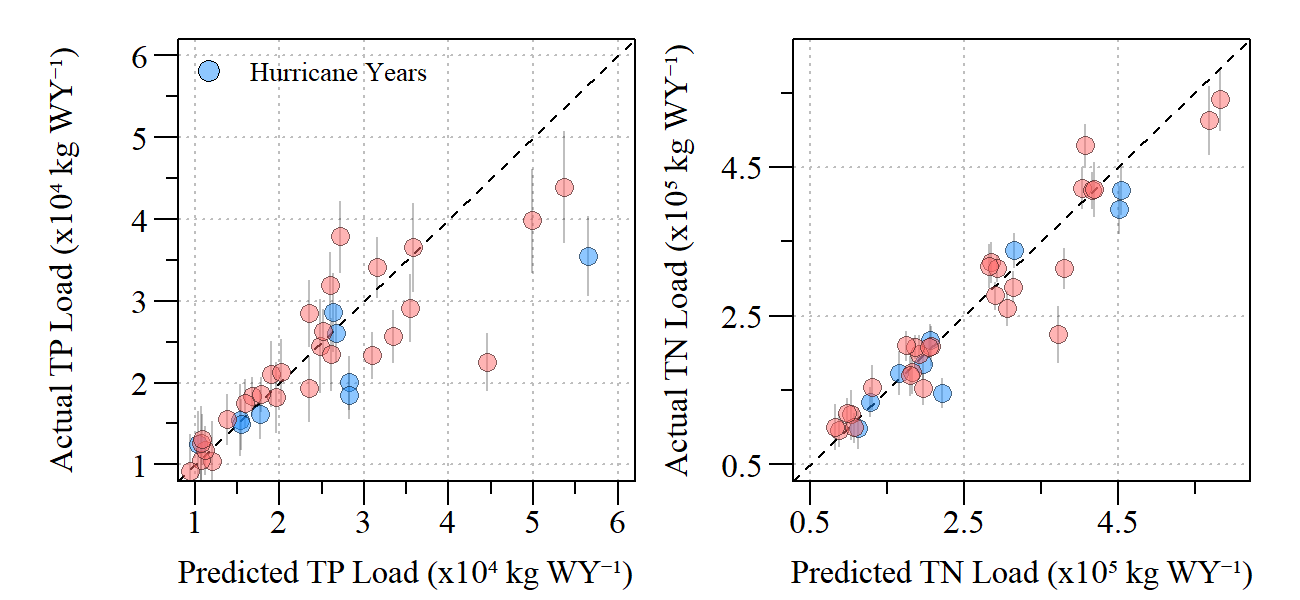 Hurricane Years
6
5
4
3
2
1
Actual TP Load (x10⁴ kg WY⁻¹)
1 2 3 4 5 6
Predicted TP Load (x10⁴ kg WY⁻¹)
4.5
2.5
0.5
Actual TN Load (x10⁵ kg WY⁻¹)
0.5 2.5 4.5
Predicted TN Load (x10⁵ kg WY⁻¹)